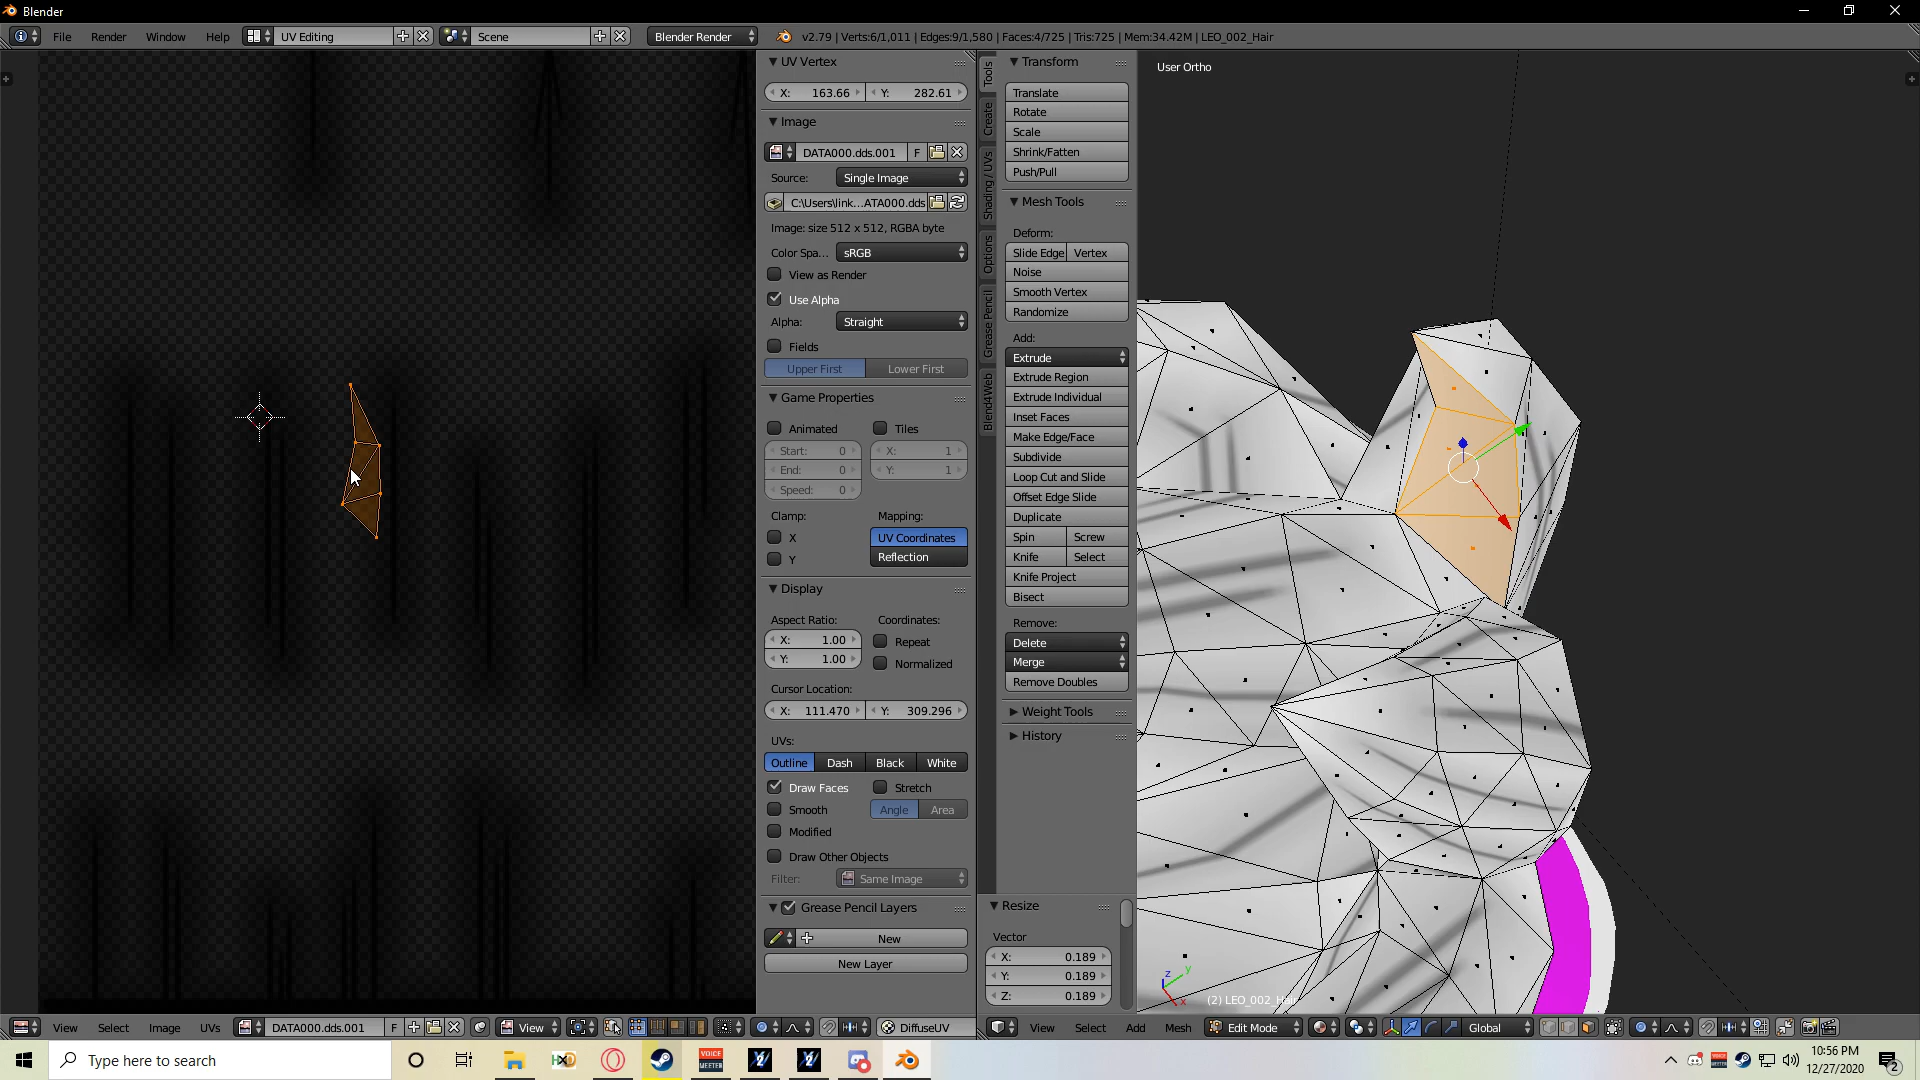 Blender
File Render Window Help UV Editing Scene Blender Render v2.79 | Verts:6/1,011 | Edges:9/1,580 | Faces:4/725 | Tris:725 | Mem:34.42M | LEO_002_Hair
UV Vertex
X: 163.66 Y: 282.61
Image
DATA000.dds.001 F
Source: Single Image
C:\Users\link...ATA000.dds
Image: size 512 x 512, RGBA byte
Color Spa... sRGB
View as Render
Use Alpha
Alpha: Straight
Fields
Upper First Lower First
Game Properties
Animated Tiles
Start: 0 X: 1
End: 0 Y: 1
Speed: 0
Clamp: Mapping:
X UV Coordinates
Y Reflection
Display
Aspect Ratio: Coordinates:
X: 1.00 Repeat
Y: 1.00 Normalized
Cursor Location:
X: 111.470 Y: 309.296
UVs:
Outline Dash Black White
Draw Faces Stretch
Smooth Angle Area
Modified
Draw Other Objects
Filter: Same Image
Grease Pencil Layers
New
New Layer
Tools
Create
Shading / UVs
Options
Grease Pencil
Blend4Web
Transform
Translate
Rotate
Scale
Shrink/Fatten
Push/Pull
Mesh Tools
Deform:
Slide Edge Vertex
Noise
Smooth Vertex
Randomize
Add:
Extrude
Extrude Region
Extrude Individual
Inset Faces
Make Edge/Face
Subdivide
Loop Cut and Slide
Offset Edge Slide
Duplicate
Spin Screw
Knife Select
Knife Project
Bisect
Remove:
Delete
Merge
Remove Doubles
Weight Tools
History
Resize
Vector
X: 0.189
Y: 0.189
Z: 0.189
User Ortho
z y x
(2) LEO_002_Hair
View Select Image UVs DATA000.dds.001 F View DiffuseUV
View Select Add Mesh Edit Mode Global
Type here to search
HXD
VOICE MEETER
10:56 PM
12/27/2020
2